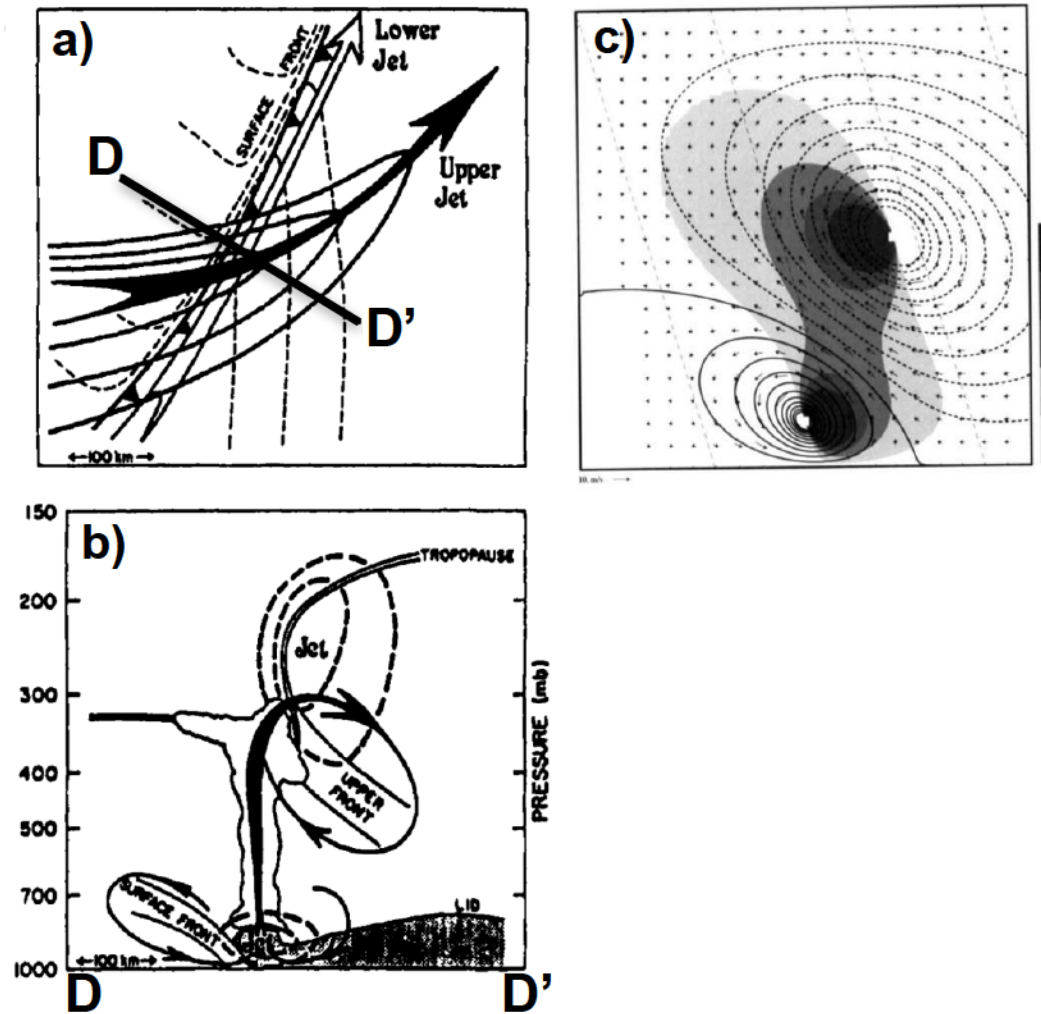 a)
Lower
Jet
SURFACE FRONT
D
Upper
Jet
D'
←100 km→
c)
10. m/s
b)
150
200
300
400
500
700
1000
TROPOPAUSE
Jet
UPPER
FRONT
SURFACE FRONT
Jet
LID
←100 km→
PRESSURE (mb)
D
D'